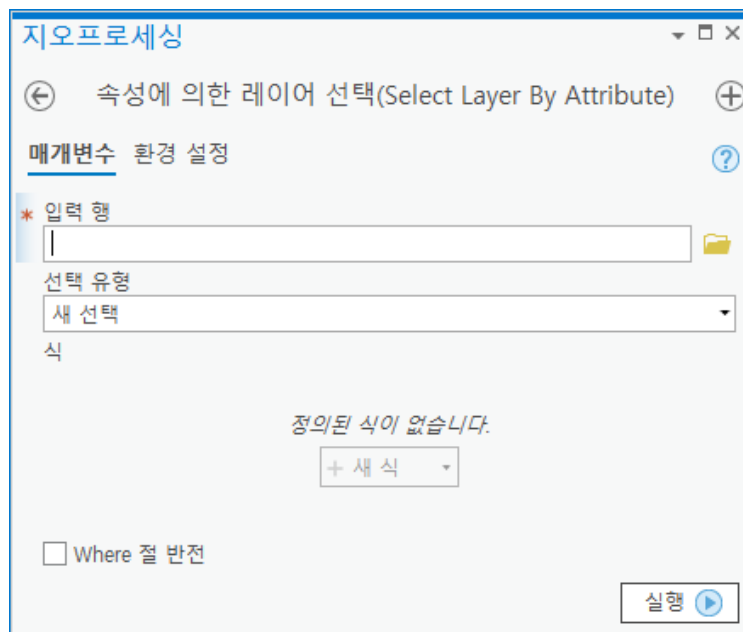 지오프로세싱
속성에 의한 레이어 선택(Select Layer By Attribute)
매개변수 환경 설정
* 입력 행
선택 유형
새 선택
식
정의된 식이 없습니다.
+ 새 식
Where 절 반전
실행